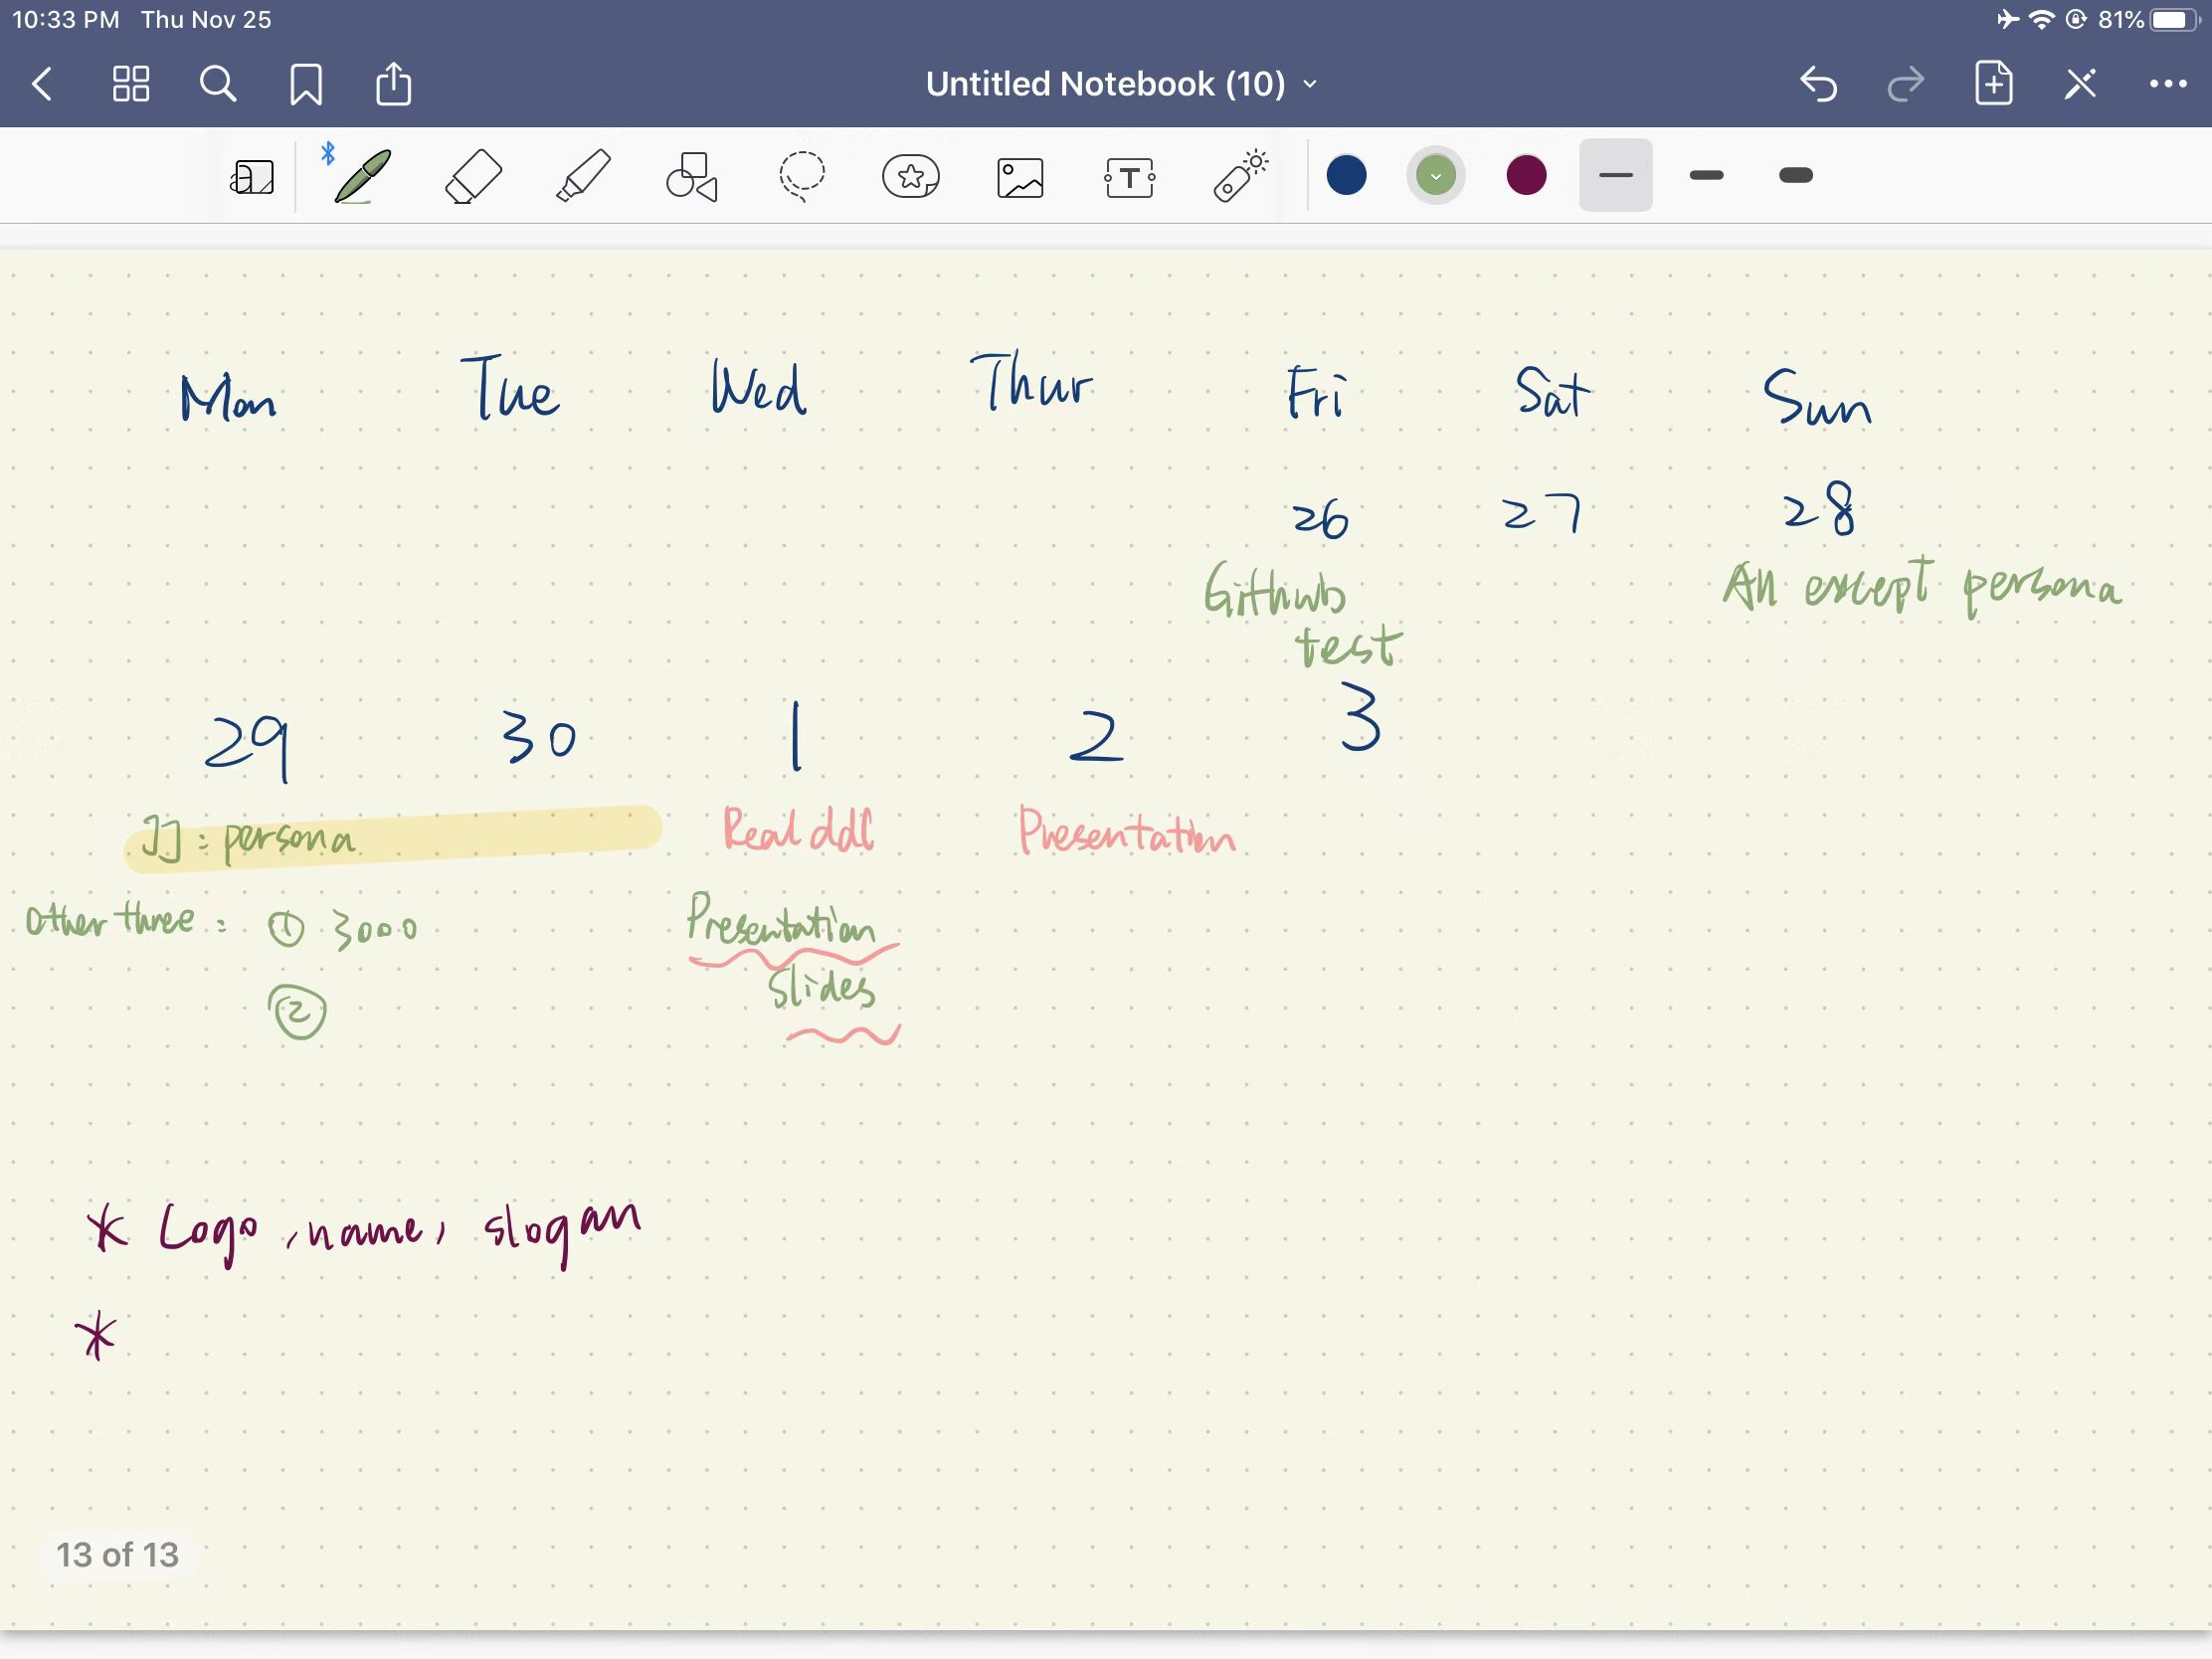 10:33 PM Thu Nov 25 81%
Untitled Notebook (10)
Mon Tue Wed Thur Fri Sat Sun
26 27 28
Github test
All except persona
29 30 1 2 3
JJ: persona
Real ddl
Presentation
Other three: ① 3000
②
Presentation
slides
* Logo, name, slogan
*
13 of 13